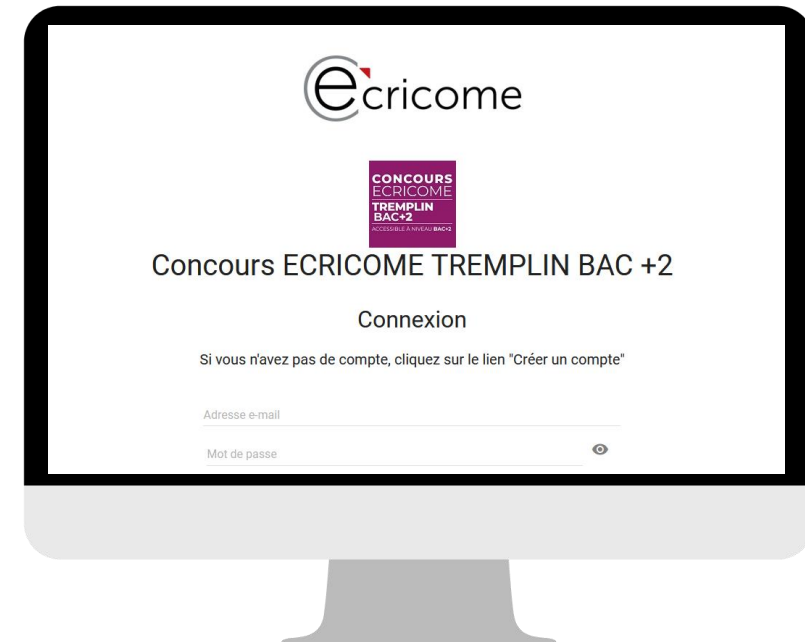 ecricome
CONCOURS
ECRICOME
TREMPLIN
BAC+2
ACCESSIBLE À NIVEAU BAC+2
Concours ECRICOME TREMPLIN BAC +2
Connexion
Si vous n'avez pas de compte, cliquez sur le lien "Créer un compte"
Adresse e-mail
Mot de passe